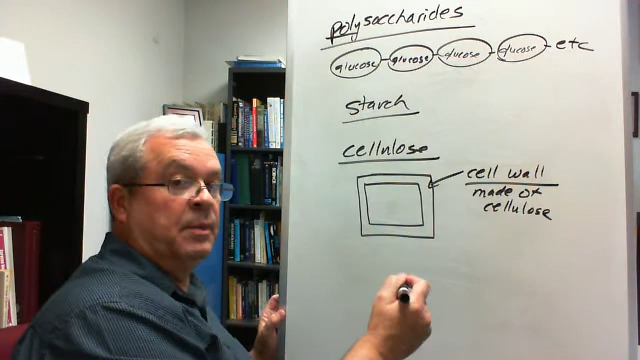 polysaccharides
glucose glucose glucose glucose etc
starch
cellulose
cell wall
made of
cellulose